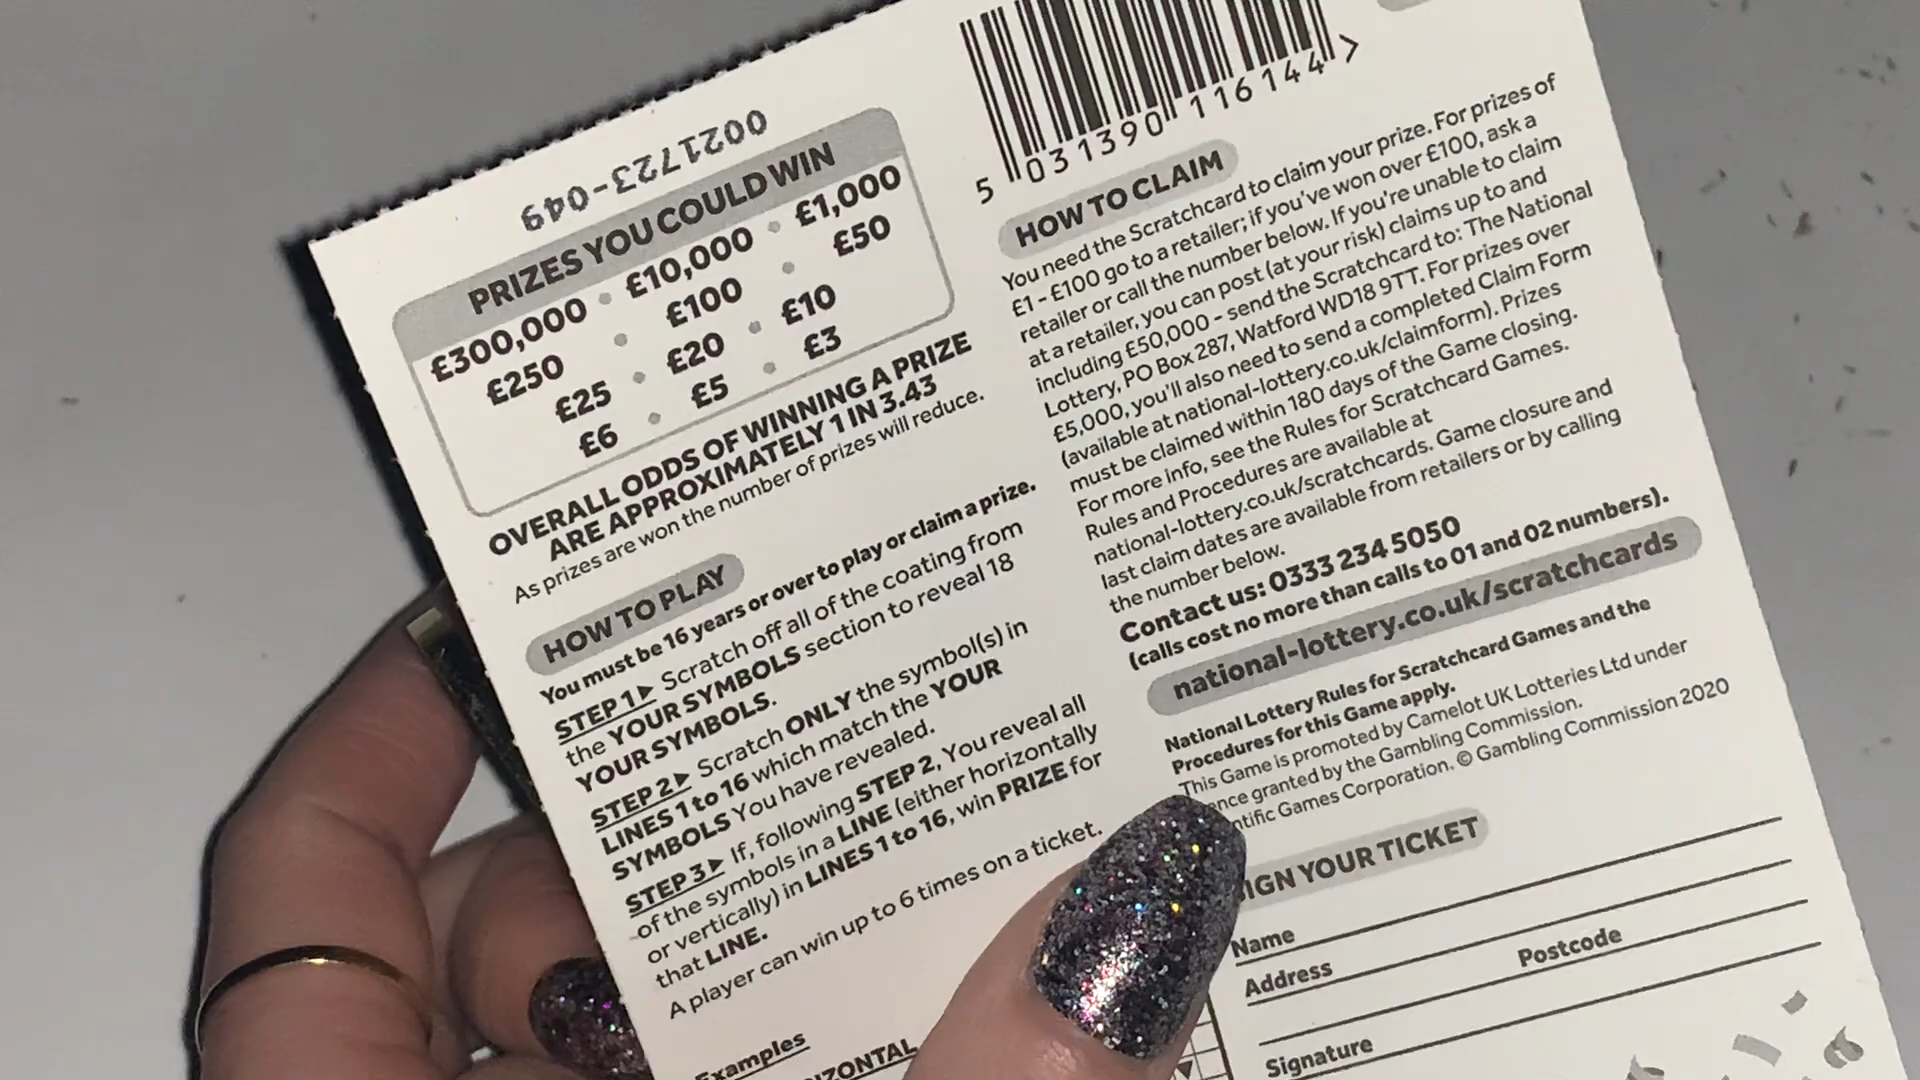 0021723-049
PRIZES YOU COULD WIN
£300,000 • £10,000 • £1,000
£250 • £100 • £50
£25 • £20 • £10
£6 • £5 • £3
OVERALL ODDS OF WINNING A PRIZE
ARE APPROXIMATELY 1 IN 3.43
As prizes are won the number of prizes will reduce.
HOW TO PLAY
You must be 16 years or over to play or claim a prize.
STEP 1▶ Scratch off all of the coating from
the YOUR SYMBOLS section to reveal 18
YOUR SYMBOLS.
STEP 2▶ Scratch ONLY the symbol(s) in
LINES 1 to 16 which match the YOUR
SYMBOLS You have revealed.
STEP 3▶ If, following STEP 2, You reveal all
of the symbols in a LINE (either horizontally
or vertically) in LINES 1 to 16, win PRIZE for
that LINE.
A player can win up to 6 times on a ticket.
Examples
5 031390 116144 >
HOW TO CLAIM
You need the Scratchcard to claim your prize. For prizes of
£1 - £100 go to a retailer; if you've won over £100, ask a
retailer or call the number below. If you're unable to claim
at a retailer, you can post (at your risk) claims up to and
including £50,000 - send the Scratchcard to: The National
Lottery, PO Box 287, Watford WD18 9TT. For prizes over
£5,000, you'll also need to send a completed Claim Form
(available at national-lottery.co.uk/claimform). Prizes
must be claimed within 180 days of the Game closing.
For more info, see the Rules for Scratchcard Games.
Rules and Procedures are available at
national-lottery.co.uk/scratchcards. Game closure and
last claim dates are available from retailers or by calling
the number below.
Contact us: 0333 234 5050
(calls cost no more than calls to 01 and 02 numbers).
national-lottery.co.uk/scratchcards
National Lottery Rules for Scratchcard Games and the
Procedures for this Game apply.
This Game is promoted by Camelot UK Lotteries Ltd under
granted by the Gambling Commission.
Games Corporation. © Gambling Commission 2020
YOUR TICKET
Name
Address Postcode
Signature